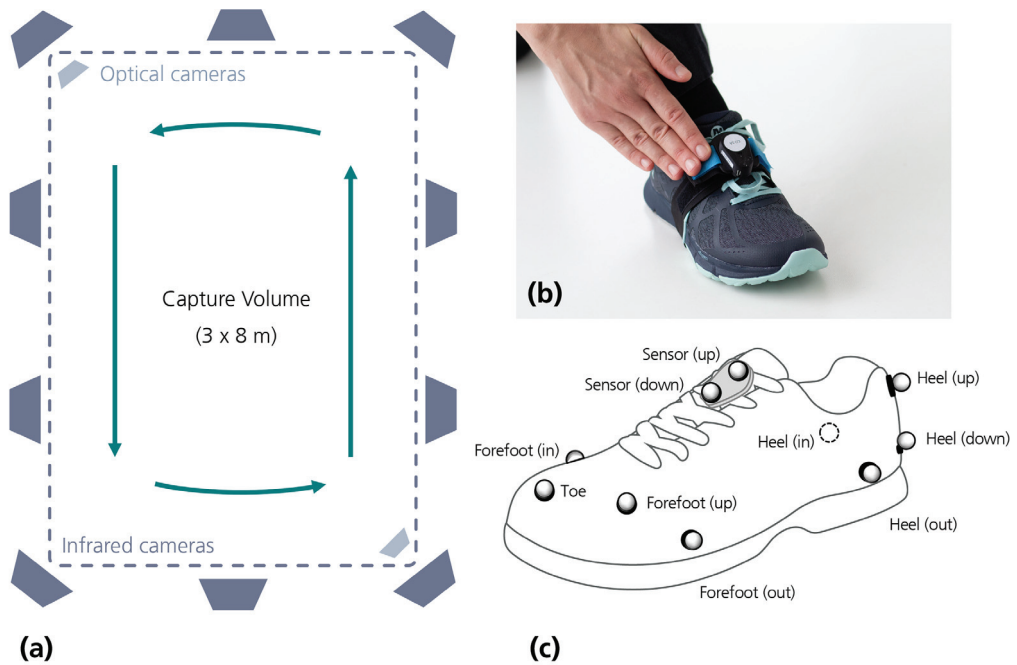 Optical cameras
Capture Volume
(3 x 8 m)
Infrared cameras
(a)
(b)
Sensor (up)
Sensor (down)
Heel (up)
Forefoot (in)
Heel (in)
Heel (down)
Toe
Forefoot (up)
Heel (out)
Forefoot (out)
(c)